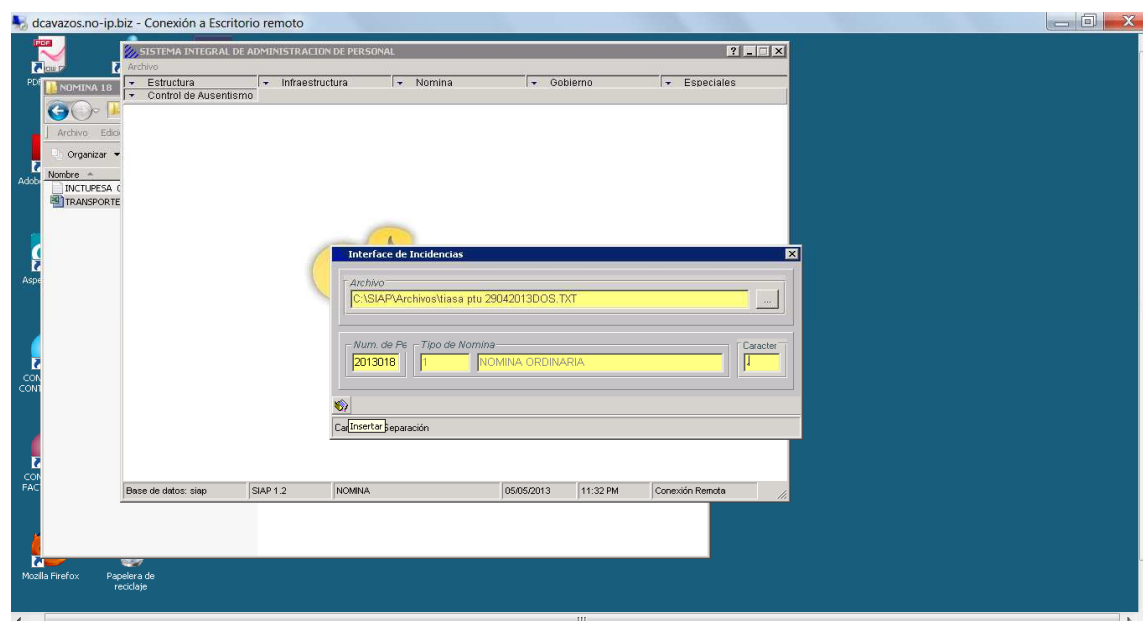 dcavazos.no-ip.biz - Conexión a Escritorio remoto
PDF
SISTEMA INTEGRAL DE ADMINISTRACION DE PERSONAL
Archivo
Estructura Infraestructura Nomina Gobierno Especiales
Control de Ausentismo
NOMINA 18
Archivo
Organizar
Nombre
INCTUPESA
TRANSPORTE
Interface de Incidencias
Archivo
C:\SIAP\Archivos\tiasa ptu 29042013DOS.TXT
...
Num. de Pe Tipo de Nomina Caracter
2013018 1 NOMINA ORDINARIA
Insertar
Base de datos: siap SIAP 1.2 NOMINA 05/05/2013 11:32 PM Conexión Remota
Mozilla Firefox
Papelera de
reciclaje